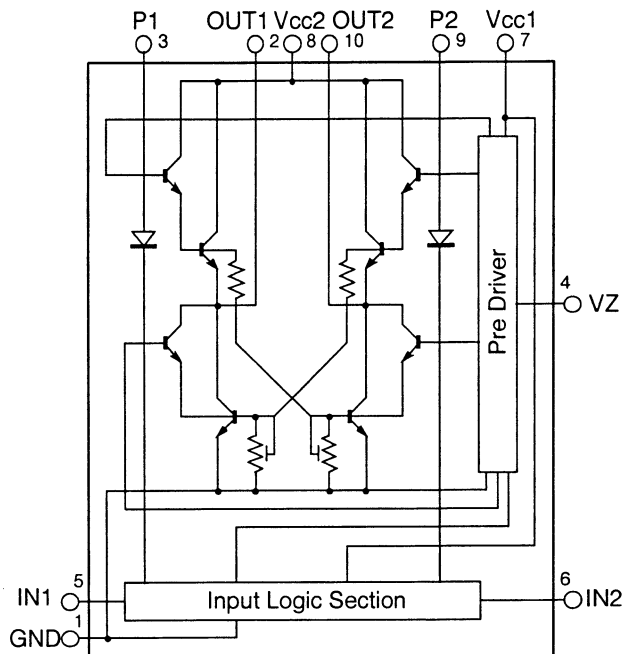 P1 OUT1 Vcc2 OUT2 P2 Vcc1
3 2 8 10 9 7
Pre Driver
4
VZ
5
IN1
Input Logic Section
6
IN2
1
GND